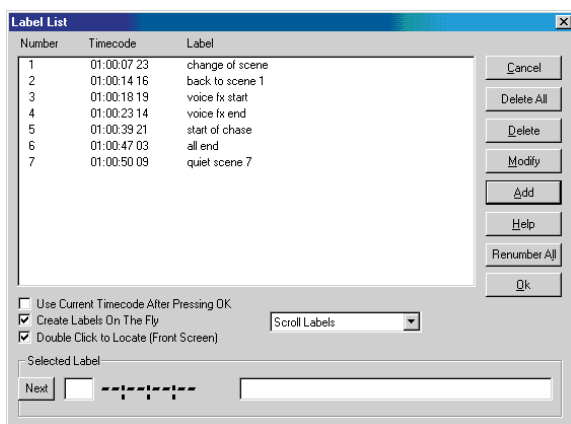 Label List
Number Timecode Label
1 01:00:07 23 change of scene
2 01:00:14 16 back to scene 1
3 01:00:18 19 voice fx start
4 01:00:23 14 voice fx end
5 01:00:39 21 start of chase
6 01:00:47 03 all end
7 01:00:50 09 quiet scene 7
Cancel
Delete All
Delete
Modify
Add
Help
Renumber All
Ok
Use Current Timecode After Pressing OK
Create Labels On The Fly
Scroll Labels
Double Click to Locate (Front Screen)
Selected Label
Next